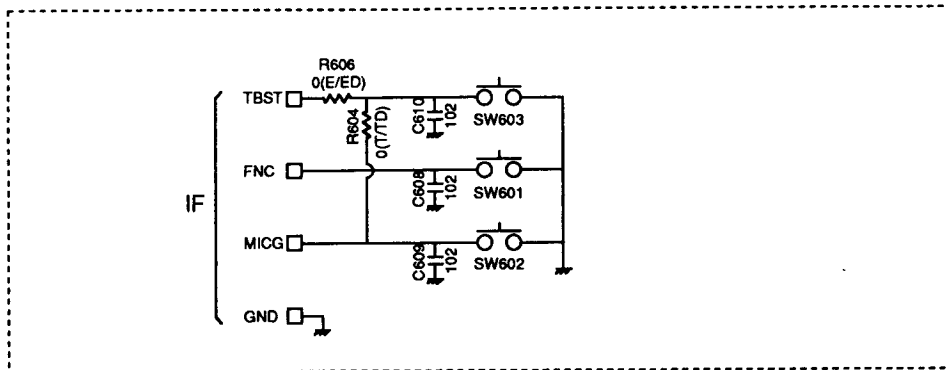 R606
0(E/ED)
TBST
R604
0(T/TD)
C610
102
SW603
FNC
C608
102
SW601
IF
MICG
C609
102
SW602
GND